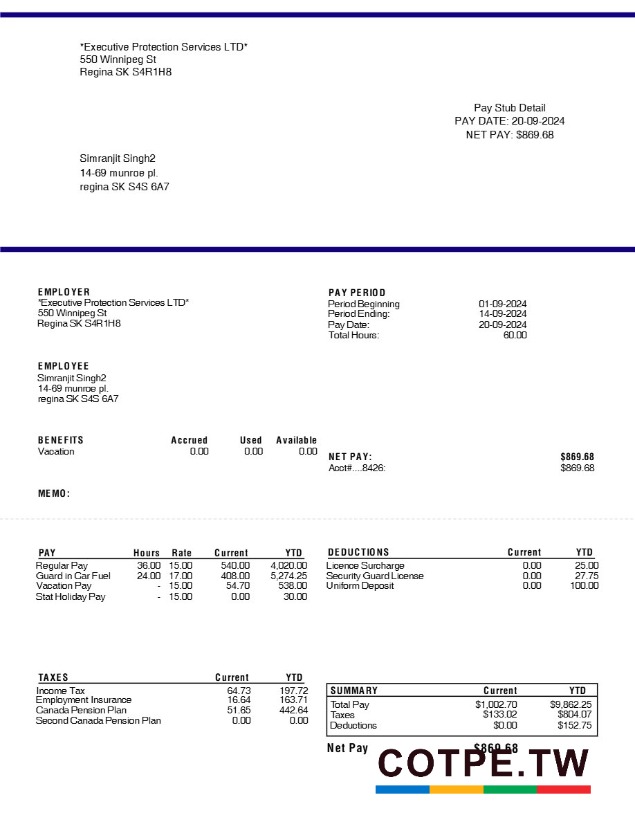 *Executive Protection Services LTD*
550 Winnipeg St
Regina SK S4R1H8
Pay Stub Detail
PAY DATE: 20-09-2024
NET PAY: $869.68
Simranjit Singh2
14-69 munroe pl.
regina SK S4S 6A7
EMPLOYER
*Executive Protection Services LTD*
550 Winnipeg St
Regina SK S4R1H8
PAY PERIOD
Period Beginning 01-09-2024
Period Ending: 14-09-2024
Pay Date: 20-09-2024
Total Hours: 60.00
EMPLOYEE
Simranjit Singh2
14-69 munroe pl.
regina SK S4S 6A7
BENEFITS Accrued Used Available
Vacation 0.00 0.00 0.00
NET PAY: $869.68
Acct#....8426: $869.68
MEMO:
PAY Hours Rate Current YTD
Regular Pay 36.00 15.00 540.00 4,020.00
Guard in Car Fuel 24.00 17.00 408.00 5,274.25
Vacation Pay - 15.00 54.70 538.00
Stat Holiday Pay - 15.00 0.00 30.00
DEDUCTIONS Current YTD
Licence Surcharge 0.00 25.00
Security Guard License 0.00 27.75
Uniform Deposit 0.00 100.00
TAXES Current YTD
Income Tax 64.73 197.72
Employment Insurance 16.64 163.71
Canada Pension Plan 51.65 442.64
Second Canada Pension Plan 0.00 0.00
SUMMARY Current YTD
Total Pay $1,002.70 $9,862.25
Taxes $133.02 $804.07
Deductions $0.00 $152.75
Net Pay $869.68
COTPE.TW